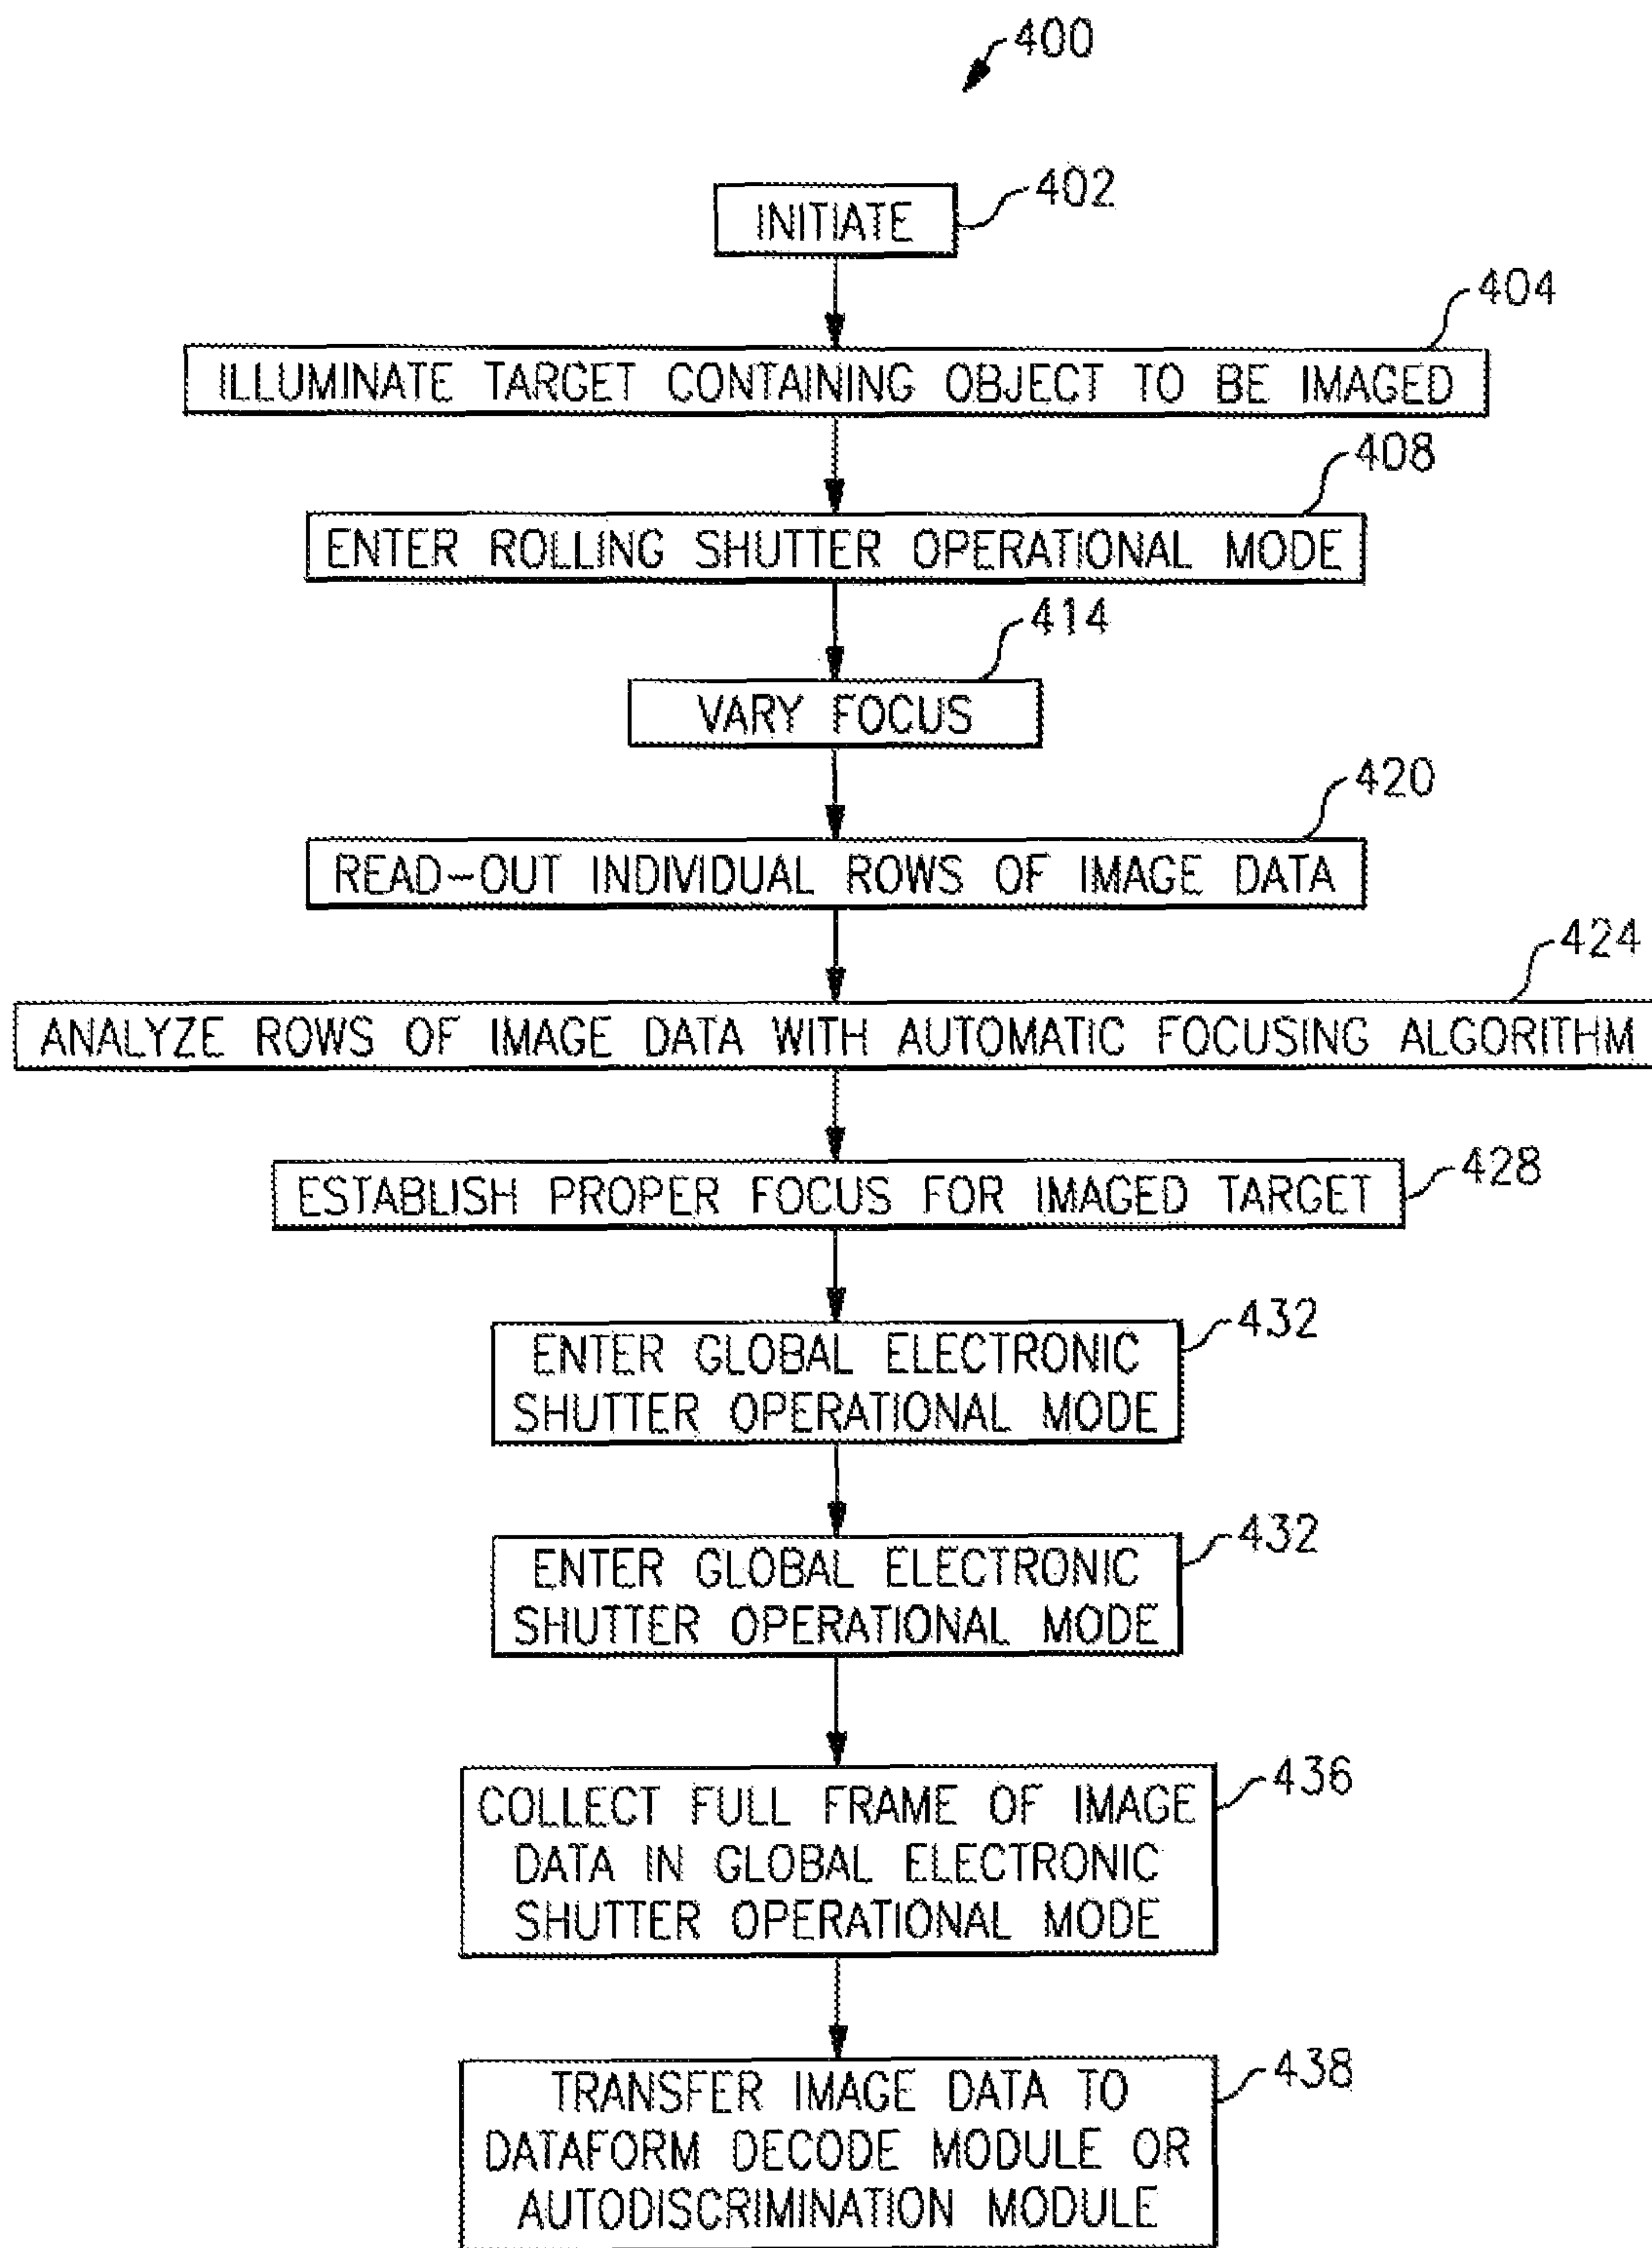 400
INITIATE
402
ILLUMINATE TARGET CONTAINING OBJECT TO BE IMAGED
404
ENTER ROLLING SHUTTER OPERATIONAL MODE
408
VARY FOCUS
414
READ-OUT INDIVIDUAL ROWS OF IMAGE DATA
420
ANALYZE ROWS OF IMAGE DATA WITH AUTOMATIC FOCUSING ALGORITHM
424
ESTABLISH PROPER FOCUS FOR IMAGED TARGET
428
ENTER GLOBAL ELECTRONIC
SHUTTER OPERATIONAL MODE
432
ENTER GLOBAL ELECTRONIC
SHUTTER OPERATIONAL MODE
432
COLLECT FULL FRAME OF IMAGE
DATA IN GLOBAL ELECTRONIC
SHUTTER OPERATIONAL MODE
436
TRANSFER IMAGE DATA TO
DATAFORM DECODE MODULE OR
AUTODISCRIMINATION MODULE
438